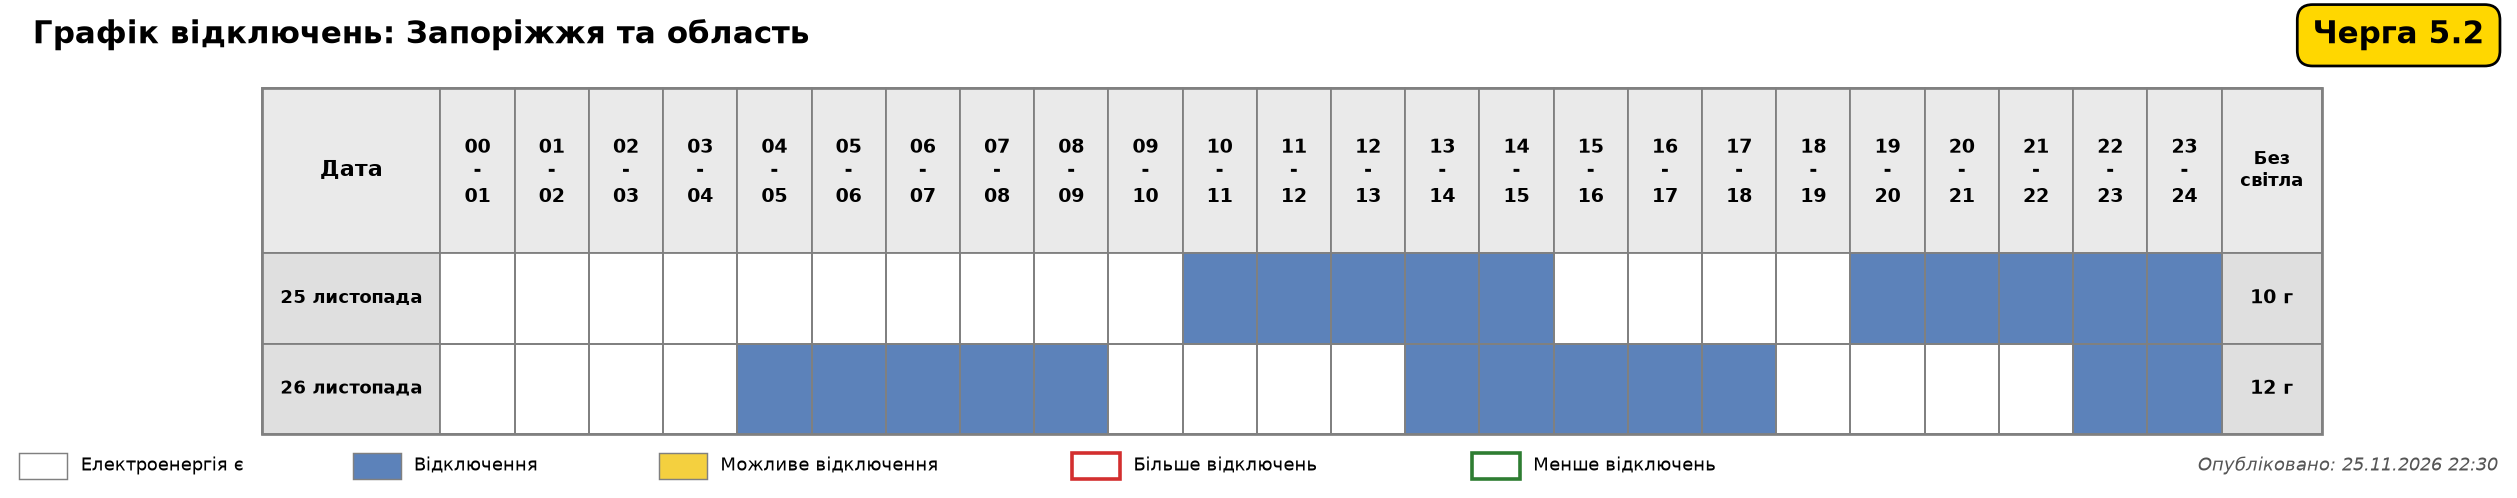 Графік відключень: Запоріжжя та область
Черга 5.2
Дата 00 - 01 01 - 02 02 - 03 03 - 04 04 - 05 05 - 06 06 - 07 07 - 08 08 - 09 09 - 10 10 - 11 11 - 12 12 - 13 13 - 14 14 - 15 15 - 16 16 - 17 17 - 18 18 - 19 19 - 20 20 - 21 21 - 22 22 - 23 23 - 24 Без світла
25 листопада 10 г
26 листопада 12 г
Електроенергія є Відключення Можливе відключення Більше відключень Менше відключень Опубліковано: 25.11.2026 22:30